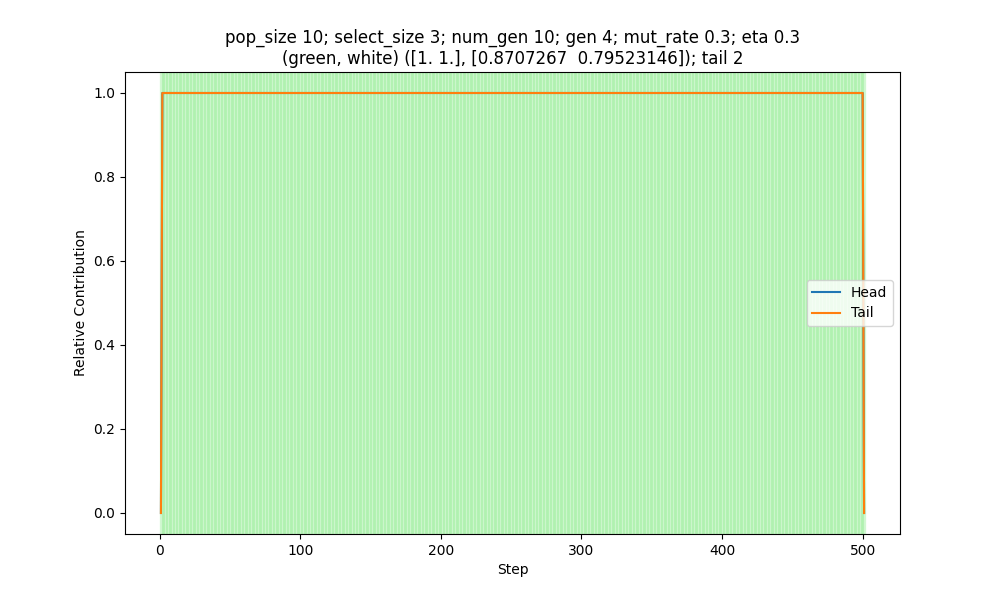 pop_size 10; select_size 3; num_gen 10; gen 4; mut_rate 0.3; eta 0.3
(green, white) ([1. 1.], [0.8707267  0.79523146]); tail 2
1.0
0.8
0.6
0.4
0.2
0.0
Relative Contribution
Head
Tail
0
100
200
300
400
500
Step